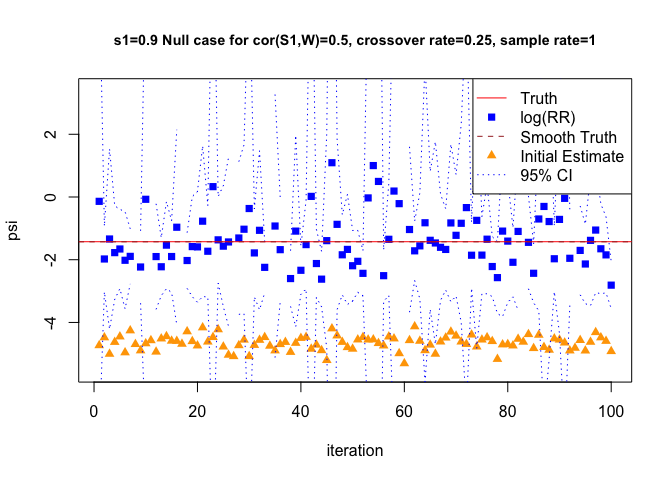 s1=0.9 Null case for cor(S1,W)=0.5, crossover rate=0.25, sample rate=1
Truth
log(RR)
Smooth Truth
Initial Estimate
95% CI
2
0
-2
-4
psi
0 20 40 60 80 100
iteration